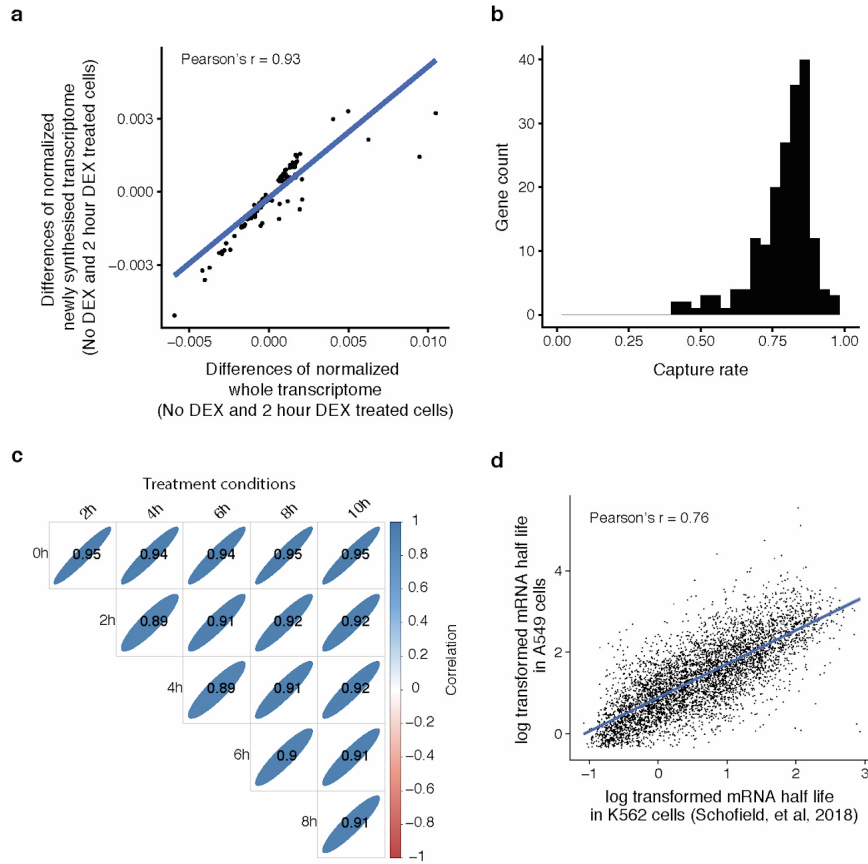 a
Pearson's r = 0.93
0.003
0.000
−0.003
−0.005
0.000
0.005
0.010
Differences of normalized
newly synthesised transcriptome
(No DEX and 2 hour DEX treated cells)
Differences of normalized
whole transcriptome
(No DEX and 2 hour DEX treated cells)
b
40
30
20
10
0
Gene count
0.00
0.25
0.50
0.75
1.00
Capture rate
c
Treatment conditions
2h 4h 6h 8h 10h
0h 0.95 0.94 0.94 0.95 0.95
2h 0.89 0.91 0.92 0.92
4h 0.89 0.91 0.92
6h 0.9 0.91
8h 0.91
1
0.8
0.6
0.4
0.2
0
−0.2
−0.4
−0.6
−0.8
−1
Correlation
d
Pearson's r = 0.76
4
2
0
log transformed mRNA half life
in A549 cells
−1
0
1
2
3
log transformed mRNA half life
in K562 cells (Schofield, et al, 2018)